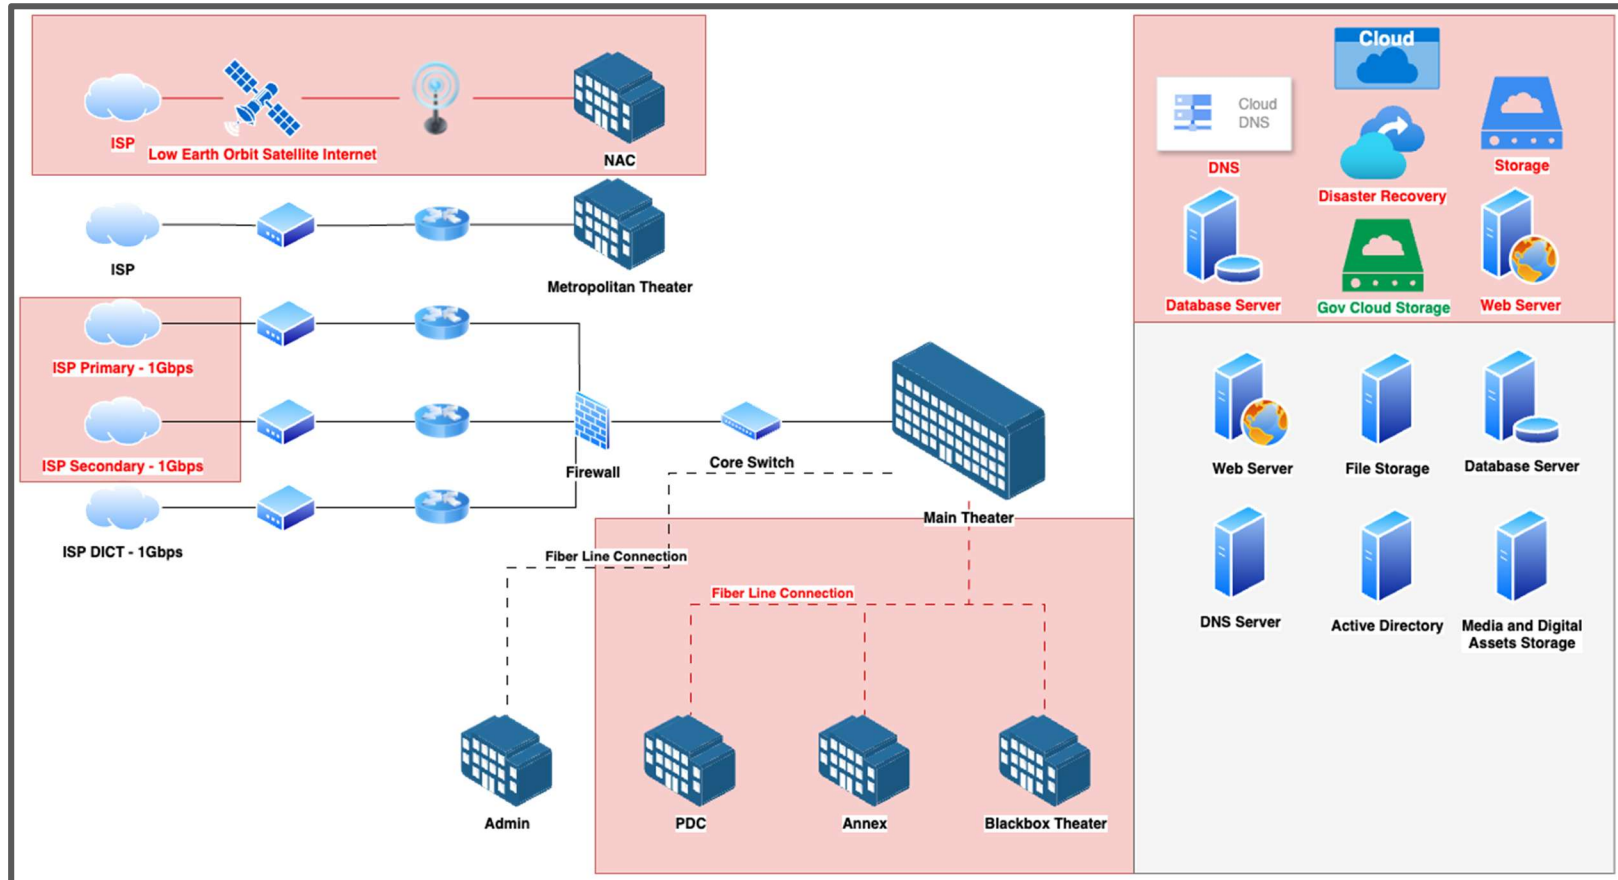 ISP
Low Earth Orbit Satellite Internet
NAC
ISP
Metropolitan Theater
ISP Primary - 1Gbps
ISP Secondary - 1Gbps
ISP DICT - 1Gbps
Firewall
Core Switch
Main Theater
Fiber Line Connection
Fiber Line Connection
Admin
PDC
Annex
Blackbox Theater
Cloud
Cloud
DNS
DNS
Disaster Recovery
Storage
Database Server
Gov Cloud Storage
Web Server
Web Server
File Storage
Database Server
DNS Server
Active Directory
Media and Digital
Assets Storage